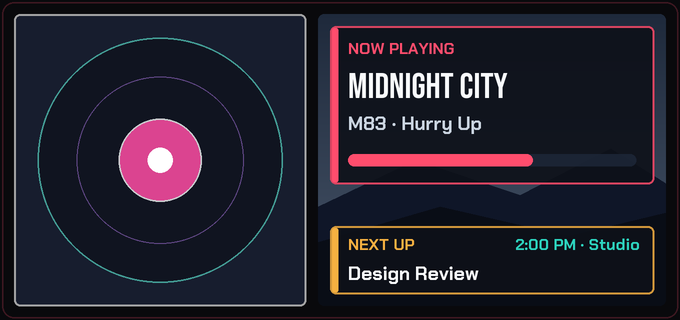 NOW PLAYING
MIDNIGHT CITY
M83 · Hurry Up
NEXT UP 2:00 PM · Studio
Design Review